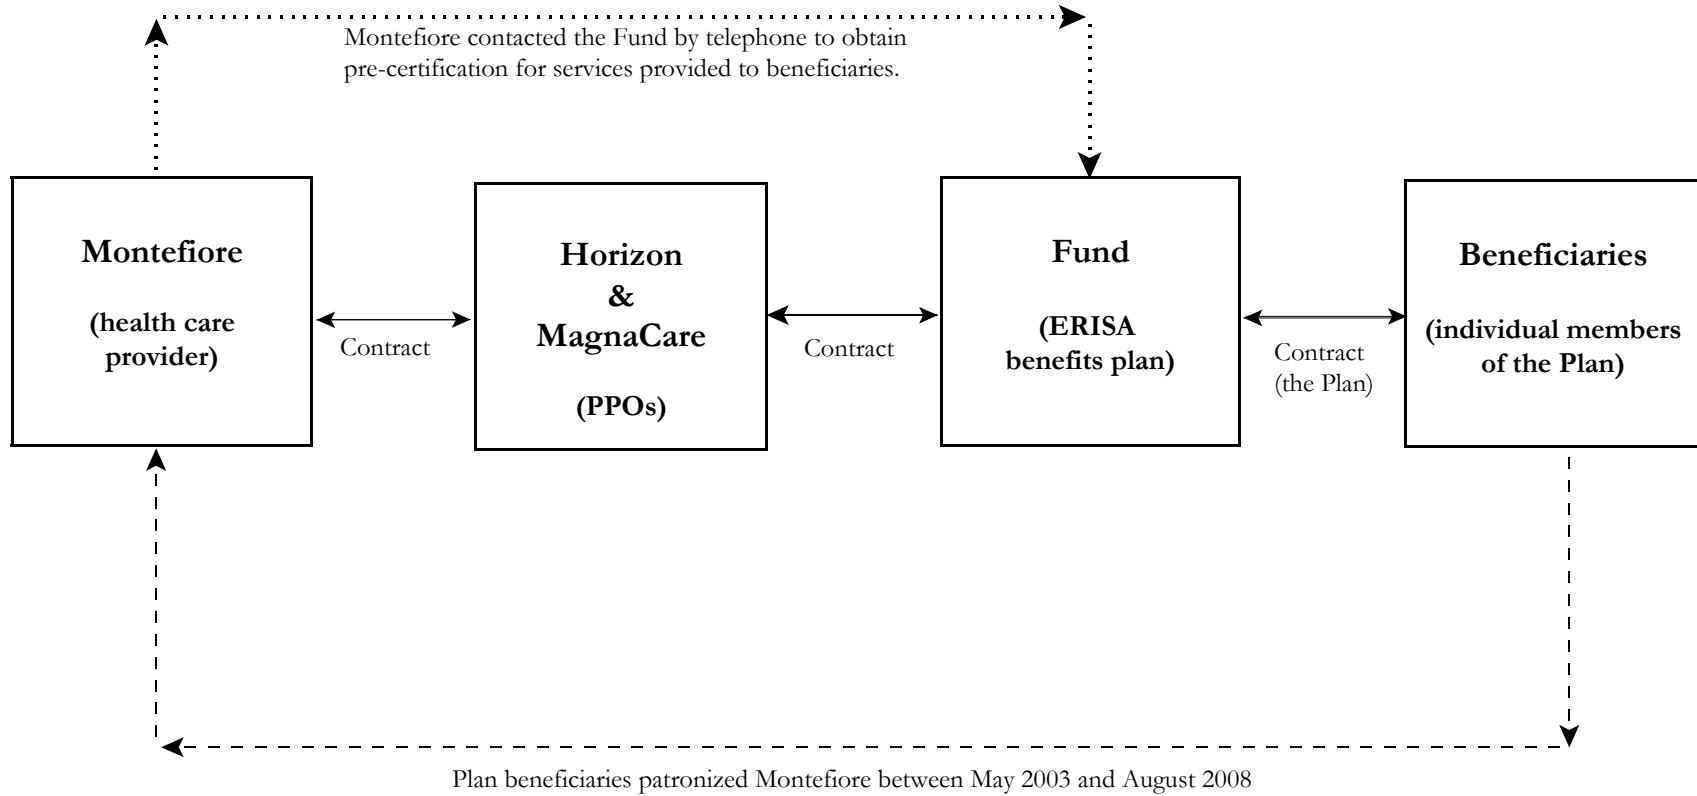 Montefiore contacted the Fund by telephone to obtain
pre-certification for services provided to beneficiaries.
Montefiore
(health care
provider)
Contract
Horizon
&
MagnaCare
(PPOs)
Contract
Fund
(ERISA
benefits plan)
Contract
(the Plan)
Beneficiaries
(individual members
of the Plan)
Plan beneficiaries patronized Montefiore between May 2003 and August 2008